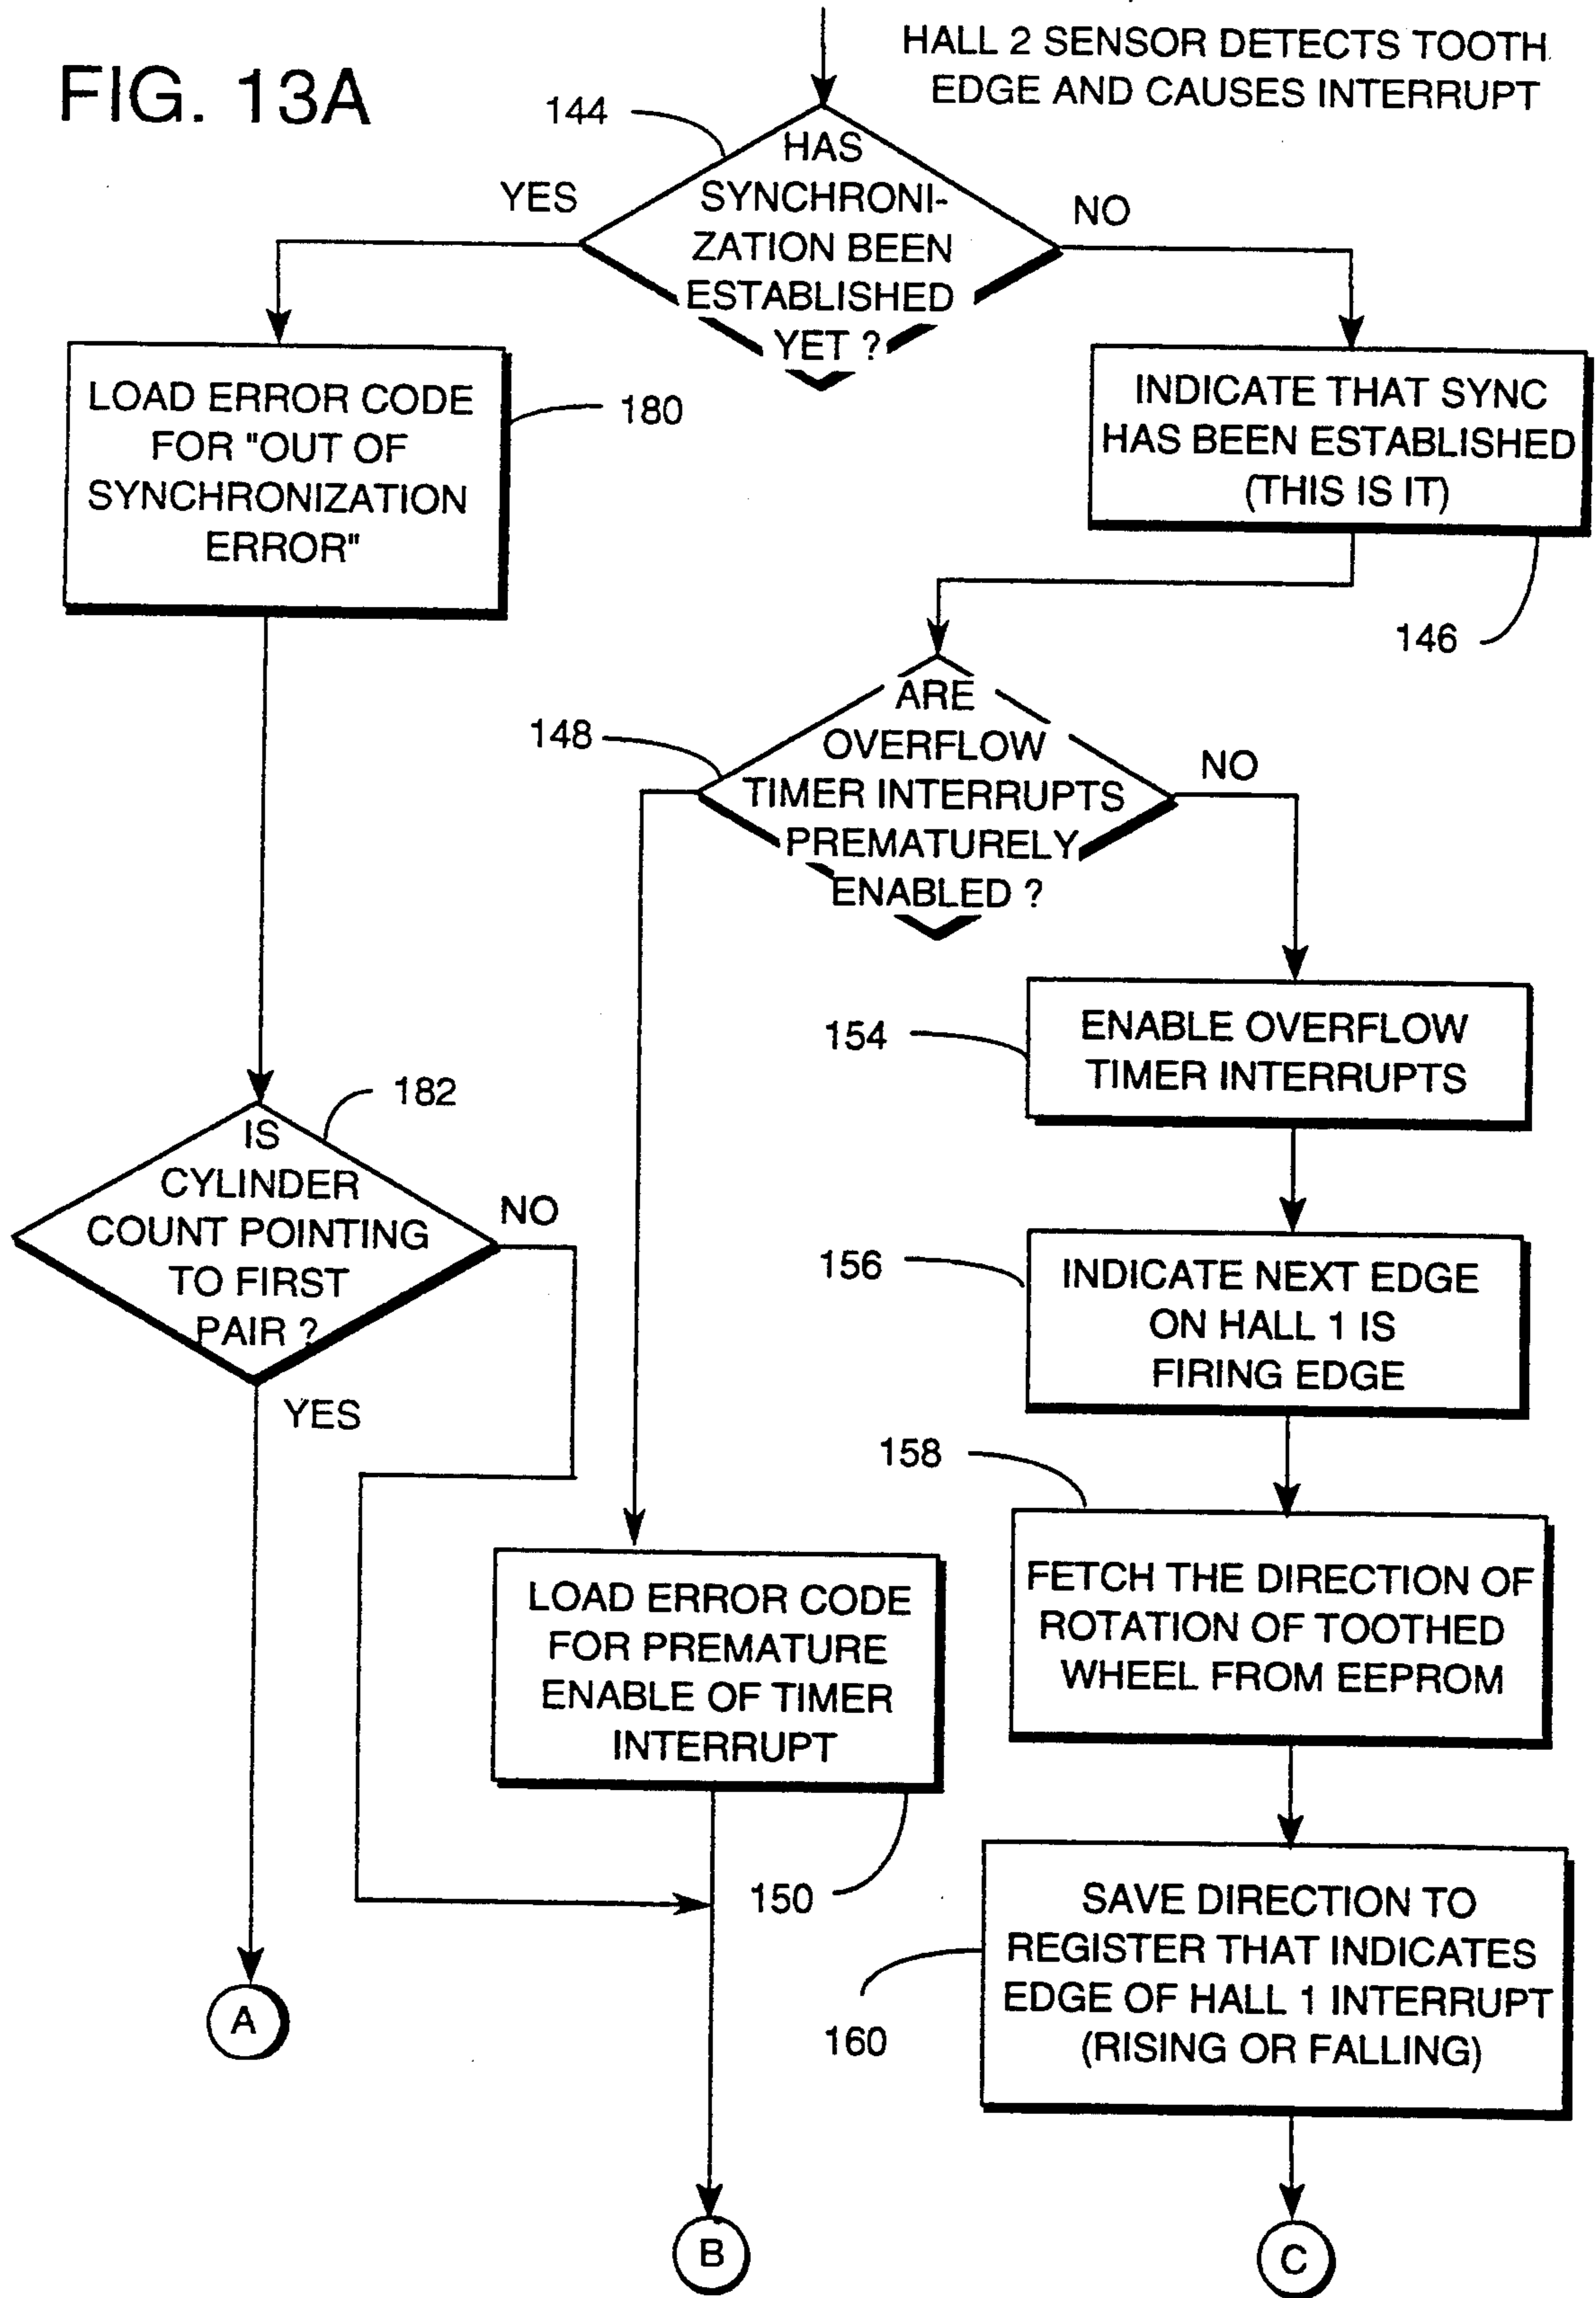 FIG. 13A
HALL 2 SENSOR DETECTS TOOTH
EDGE AND CAUSES INTERRUPT
144
HAS
SYNCHRONI-
ZATION BEEN
ESTABLISHED
YET ?
YES
NO
LOAD ERROR CODE
FOR "OUT OF
SYNCHRONIZATION
ERROR"
180
INDICATE THAT SYNC
HAS BEEN ESTABLISHED
(THIS IS IT)
146
148
ARE
OVERFLOW
TIMER INTERRUPTS
PREMATURELY
ENABLED ?
NO
154
ENABLE OVERFLOW
TIMER INTERRUPTS
182
IS
CYLINDER
COUNT POINTING
TO FIRST
PAIR ?
NO
YES
156
INDICATE NEXT EDGE
ON HALL 1 IS
FIRING EDGE
158
FETCH THE DIRECTION OF
ROTATION OF TOOTHED
WHEEL FROM EEPROM
LOAD ERROR CODE
FOR PREMATURE
ENABLE OF TIMER
INTERRUPT
150
SAVE DIRECTION TO
REGISTER THAT INDICATES
EDGE OF HALL 1 INTERRUPT
(RISING OR FALLING)
160
A
B
C